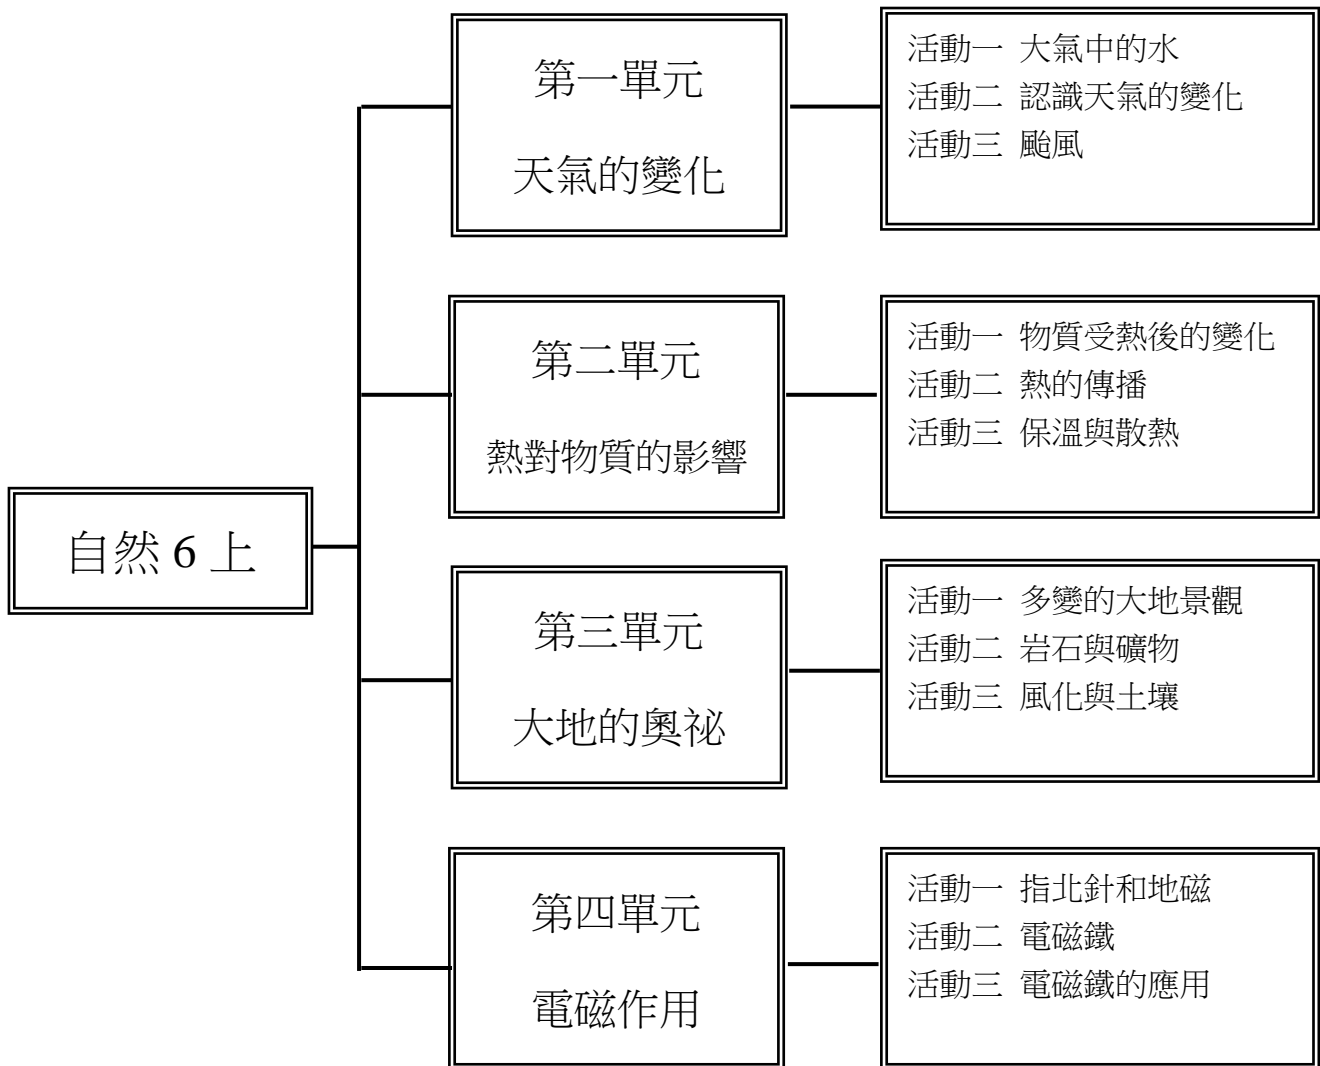 自然 6 上
第一單元
天氣的變化
活動一 大氣中的水
活動二 認識天氣的變化
活動三 颱風
第二單元
熱對物質的影響
活動一 物質受熱後的變化
活動二 熱的傳播
活動三 保溫與散熱
第三單元
大地的奧祕
活動一 多變的大地景觀
活動二 岩石與礦物
活動三 風化與土壤
第四單元
電磁作用
活動一 指北針和地磁
活動二 電磁鐵
活動三 電磁鐵的應用